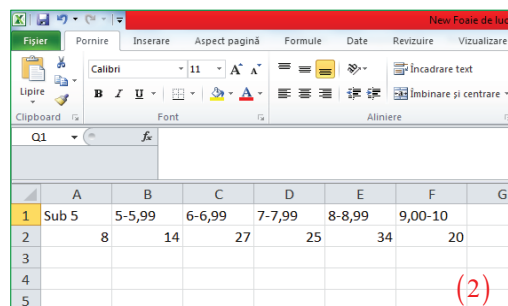 New Foaie de luc
Fișier Pornire Inserare Aspect pagină Formule Date Revizuire Vizualizare
Lipire Calibri 11 A A Încadrare text
B I U A Îmbinare și centrare
Clipboard Font Aliniere
Q1 fx
A B C D E F G
1 Sub 5 5-5,99 6-6,99 7-7,99 8-8,99 9,00-10
2 8 14 27 25 34 20
3
4
5
(2)